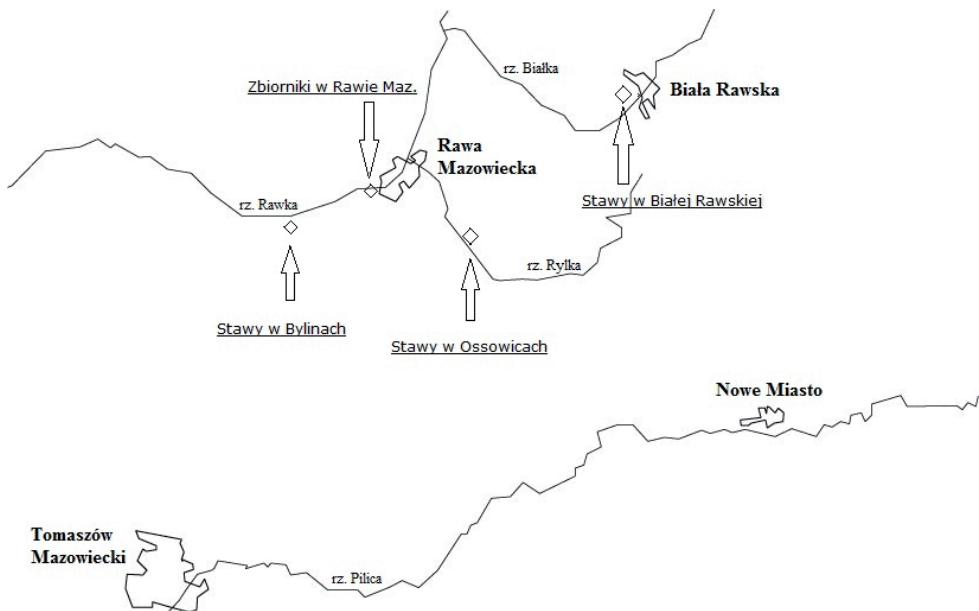 rz. Białka
Zbiorniki w Rawie Maz.
Biała Rawska
Rawa
Mazowiecka
rz. Rawka
Stawy w Białej Rawskiej
rz. Rylka
Stawy w Bylinach
Stawy w Ossowicach
Nowe Miasto
Tomaszów
Mazowiecki
rz. Pilica